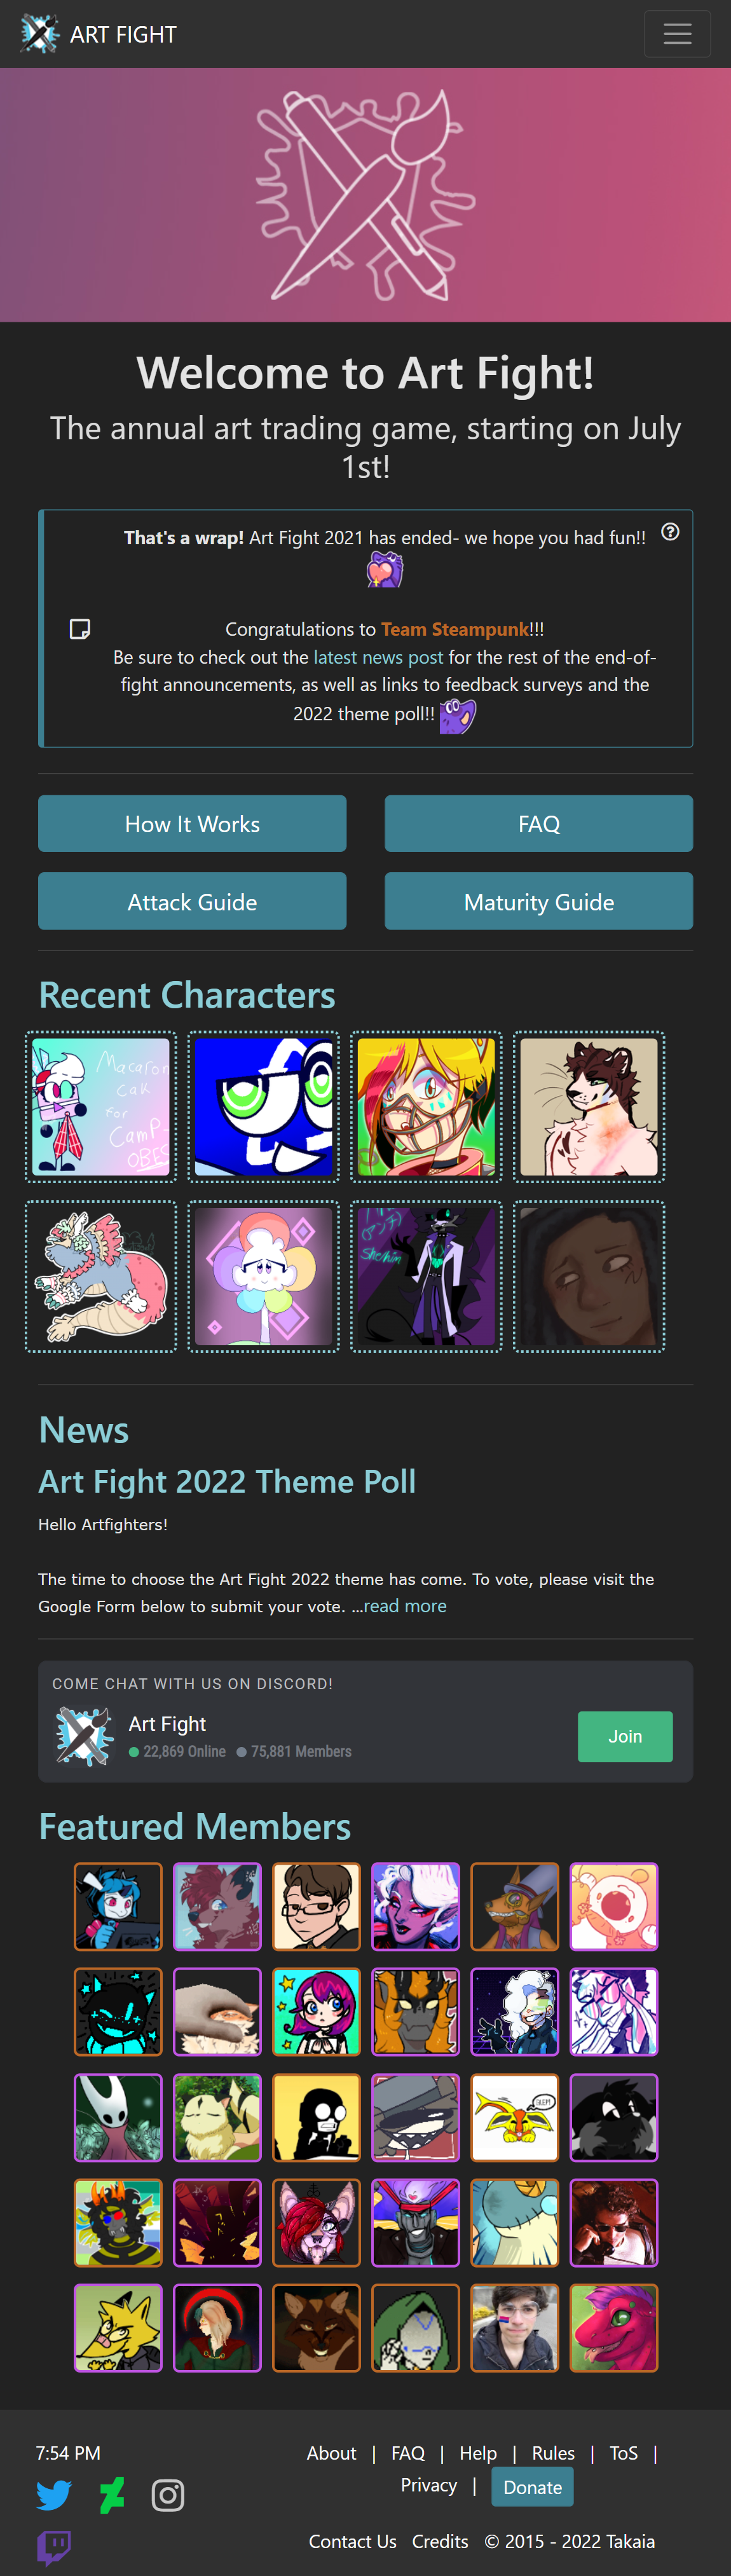 ART FIGHT
Welcome to Art Fight!
The annual art trading game, starting on July
1st!
That's a wrap! Art Fight 2021 has ended- we hope you had fun!!
Congratulations to Team Steampunk!!!
Be sure to check out the latest news post for the rest of the end-of-
fight announcements, as well as links to feedback surveys and the
2022 theme poll!!
How It Works
FAQ
Attack Guide
Maturity Guide
Recent Characters
Macaron
Cak
For
CamP-
OBES
She/him
News
Art Fight 2022 Theme Poll
Hello Artfighters!
The time to choose the Art Fight 2022 theme has come. To vote, please visit the
Google Form below to submit your vote. ...read more
COME CHAT WITH US ON DISCORD!
Art Fight
22,869 Online 75,881 Members
Join
Featured Members
7:54 PM
About | FAQ | Help | Rules | ToS |
Privacy | Donate
Contact Us Credits © 2015 - 2022 Takaia